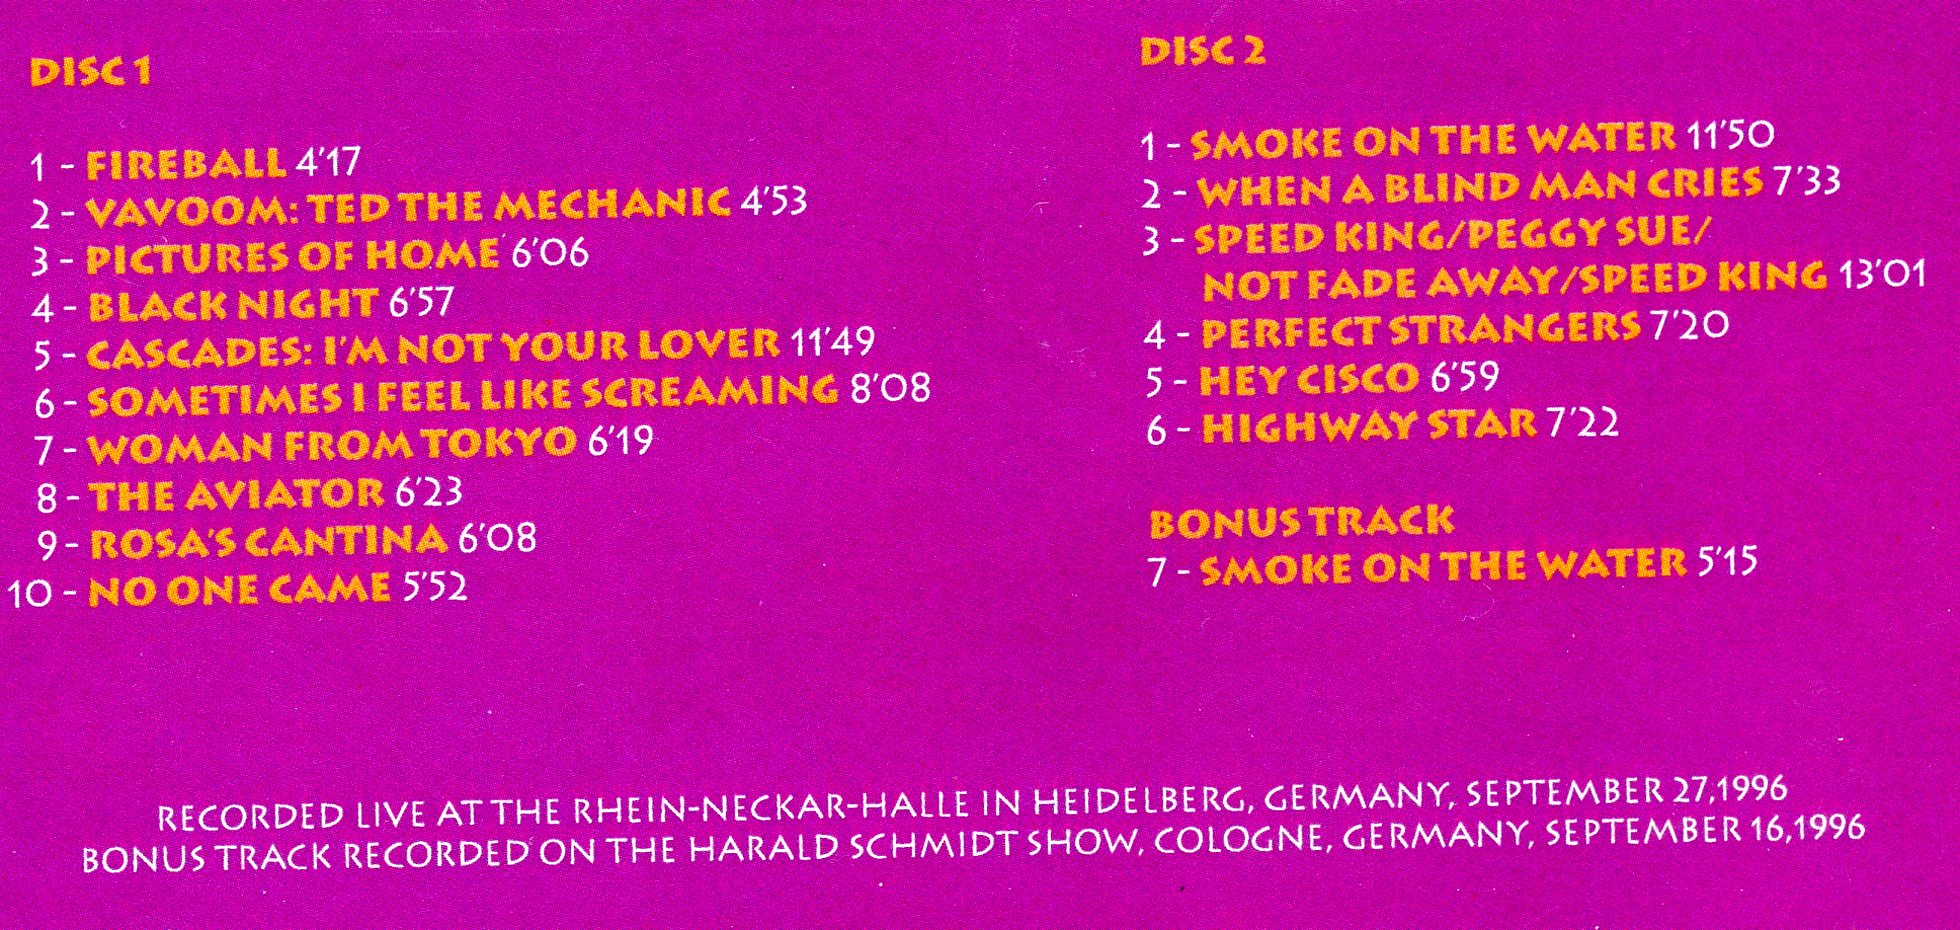 DISC 1
1 - FIREBALL 4'17
2 - VAVOOM: TED THE MECHANIC 4'53
3 - PICTURES OF HOME 6'06
4 - BLACK NIGHT 6'57
5 - CASCADES: I'M NOT YOUR LOVER 11'49
6 - SOMETIMES I FEEL LIKE SCREAMING 8'08
7 - WOMAN FROM TOKYO 6'19
8 - THE AVIATOR 6'23
9 - ROSA'S CANTINA 6'08
10 - NO ONE CAME 5'52
DISC 2
1 - SMOKE ON THE WATER 11'50
2 - WHEN A BLIND MAN CRIES 7'33
3 - SPEED KING/PEGGY SUE/
NOT FADE AWAY/SPEED KING 13'01
4 - PERFECT STRANGERS 7'20
5 - HEY CISCO 6'59
6 - HIGHWAY STAR 7'22
BONUS TRACK
7 - SMOKE ON THE WATER 5'15
RECORDED LIVE AT THE RHEIN-NECKAR-HALLE IN HEIDELBERG, GERMANY, SEPTEMBER 27,1996
BONUS TRACK RECORDED ON THE HARALD SCHMIDT SHOW, COLOGNE, GERMANY, SEPTEMBER 16,1996